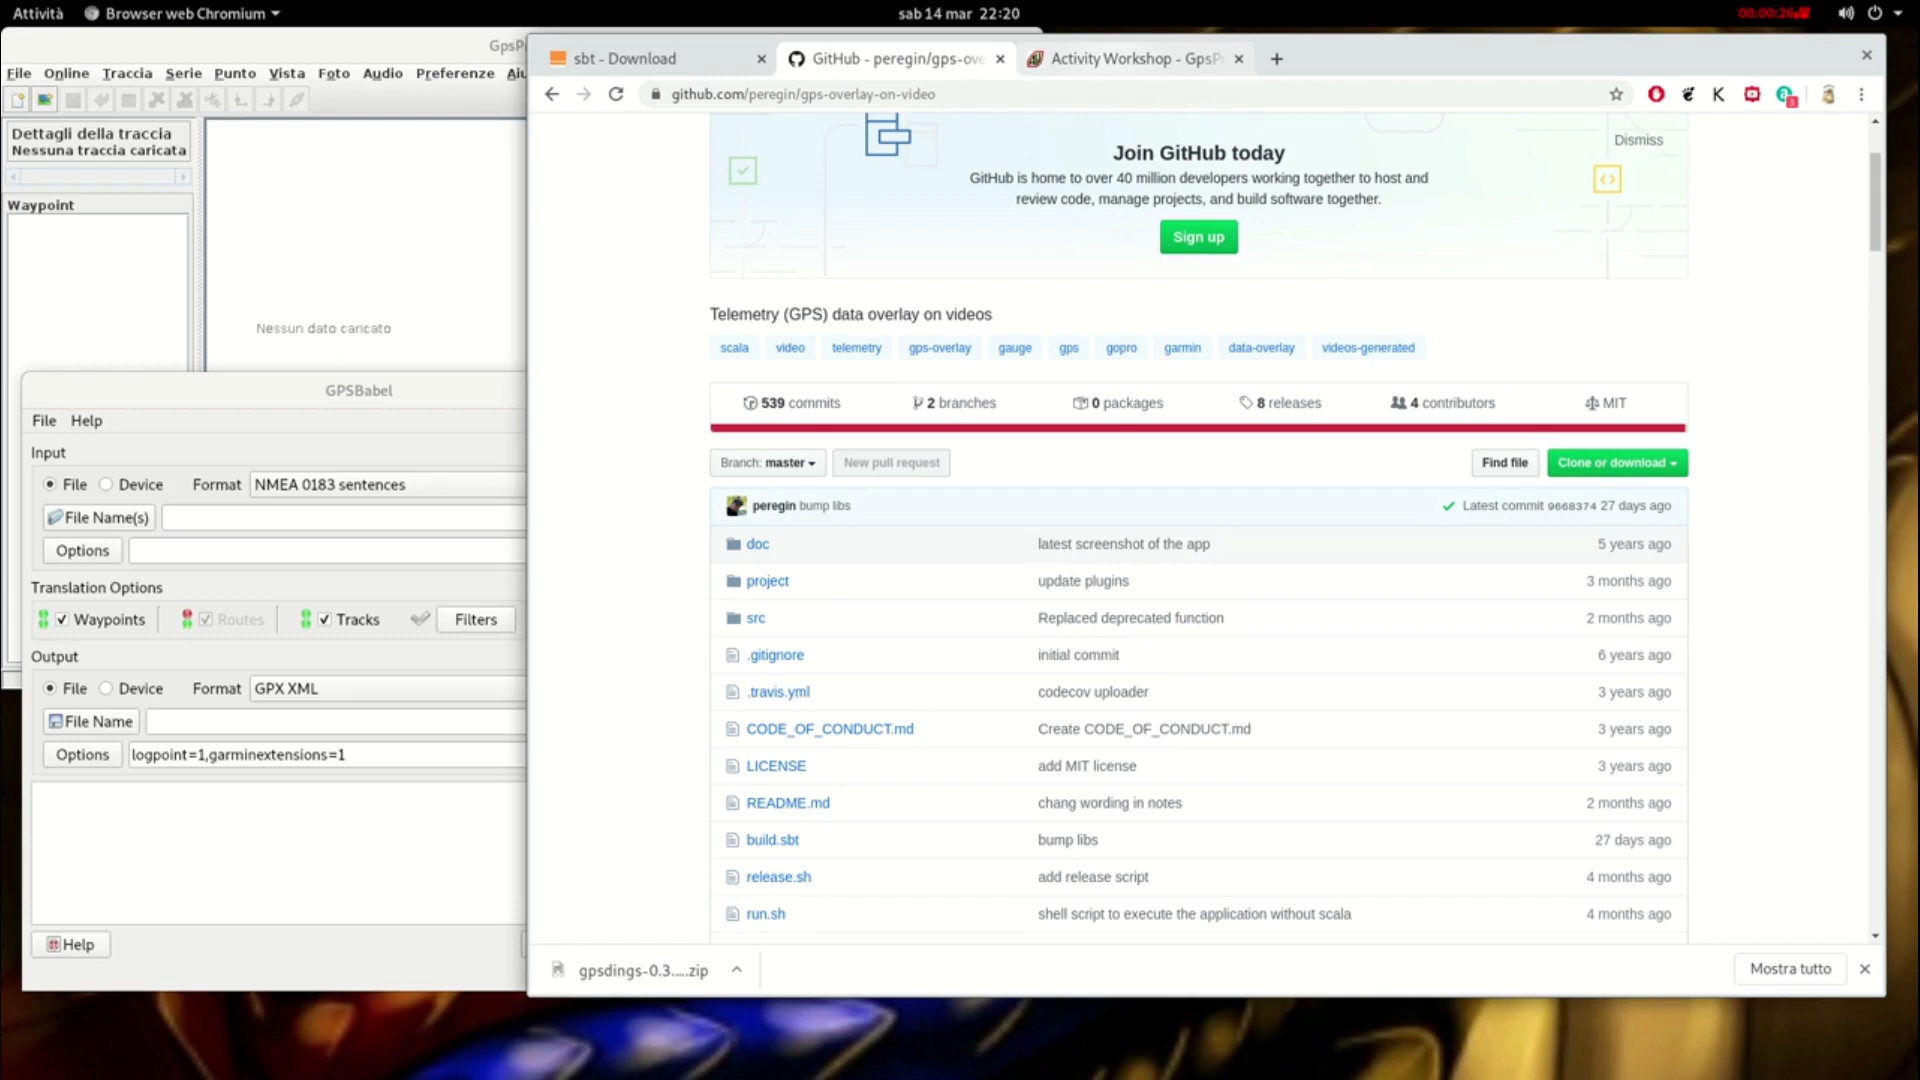 Attività
Browser web Chromium
sab 14 mar 22:20
File Online Traccia Serie Punto Vista Foto Audio Preferenze
Dettagli della traccia
Nessuna traccia caricata
Waypoint
Nessun dato caricato
GPSBabel
File Help
Input
File Device Format NMEA 0183 sentences
File Name(s)
Options
Translation Options
Waypoints Routes Tracks Filters
Output
File Device Format GPX XML
File Name
Options logpoint=1,garminextensions=1
Help
sbt - Download
GitHub - peregin/gps-ove
Activity Workshop - GpsPr
github.com/peregin/gps-overlay-on-video
Dismiss
Join GitHub today
GitHub is home to over 40 million developers working together to host and
review code, manage projects, and build software together.
Sign up
Telemetry (GPS) data overlay on videos
scala video telemetry gps-overlay gauge gps gopro garmin data-overlay videos-generated
539 commits 2 branches 0 packages 8 releases 4 contributors MIT
Branch: master New pull request Find file Clone or download
peregin bump libs Latest commit 9668374 27 days ago
doc latest screenshot of the app 5 years ago
project update plugins 3 months ago
src Replaced deprecated function 2 months ago
.gitignore initial commit 6 years ago
.travis.yml codecov uploader 3 years ago
CODE_OF_CONDUCT.md Create CODE_OF_CONDUCT.md 3 years ago
LICENSE add MIT license 3 years ago
README.md chang wording in notes 2 months ago
build.sbt bump libs 27 days ago
release.sh add release script 4 months ago
run.sh shell script to execute the application without scala 4 months ago
gpsdings-0.3.....zip
Mostra tutto